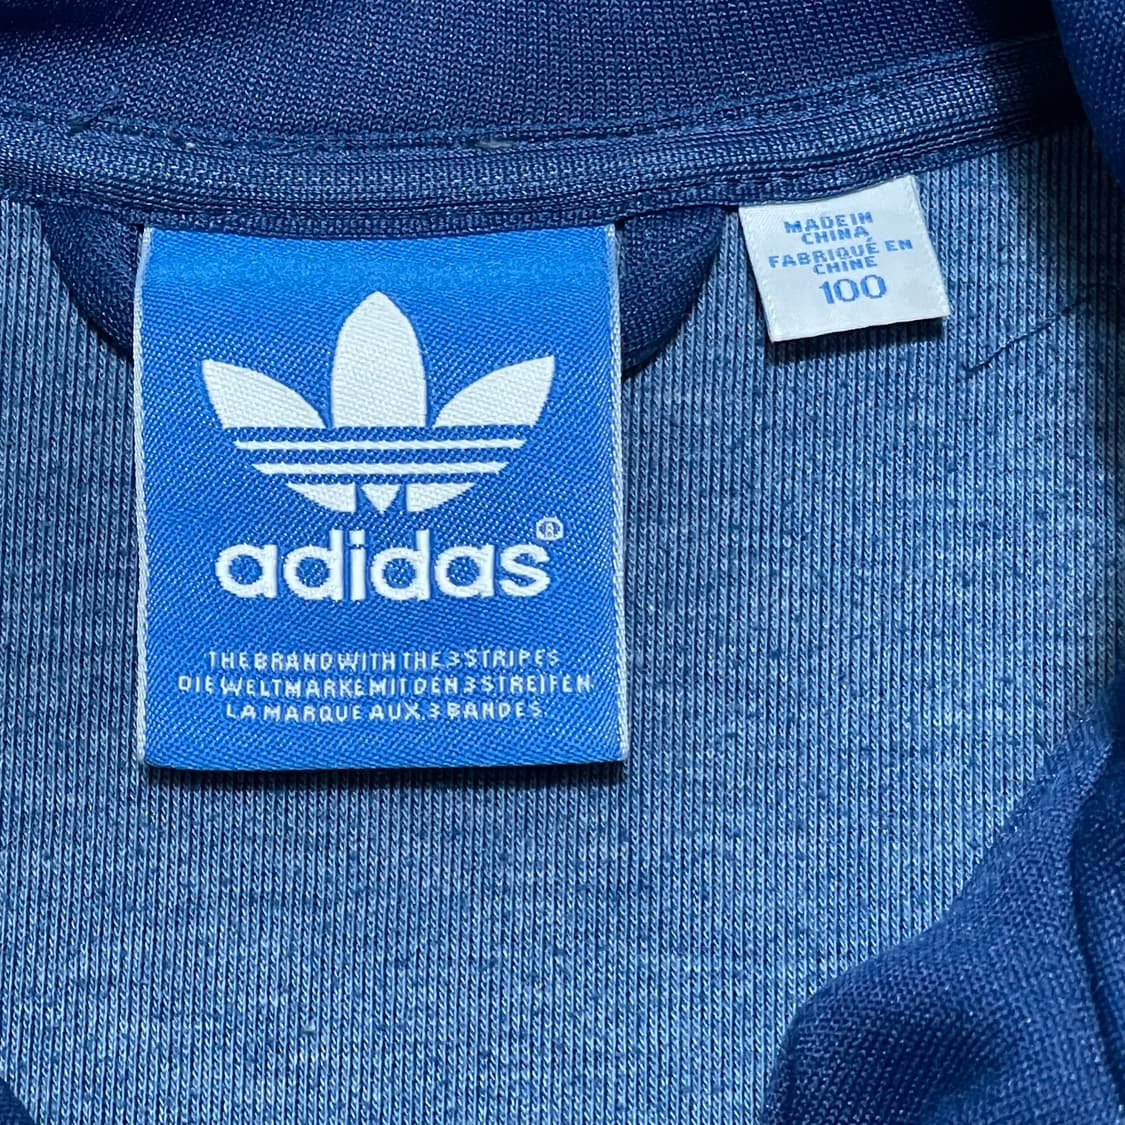 adidas®
THE BRAND WITH THE 3 STRIPES
DIE WELTMARKE MIT DEN 3 STREIFEN
LA MARQUE AUX 3 BANDES
MADE IN
CHINA
FABRIQUÉ EN
CHINE
100